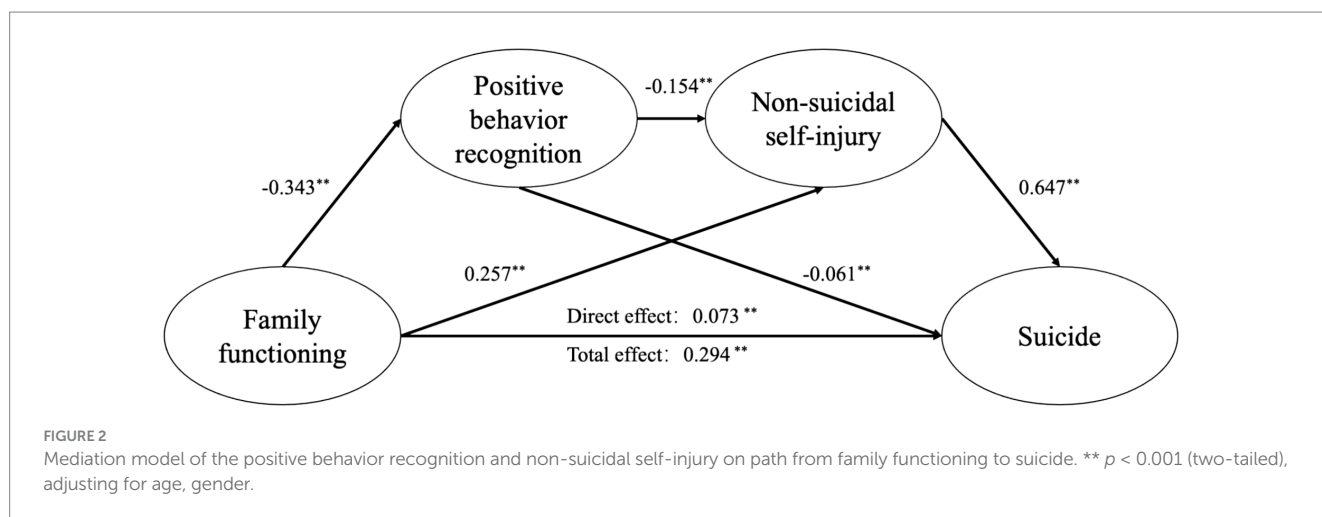 Positive
behavior
recognition
-0.154**
Non-suicidal
self-injury
-0.343**
0.647**
0.257**
-0.061**
Family
functioning
Direct effect: 0.073 **
Total effect: 0.294 **
Suicide
FIGURE 2
Mediation model of the positive behavior recognition and non-suicidal self-injury on path from family functioning to suicide. ** p < 0.001 (two-tailed),
adjusting for age, gender.